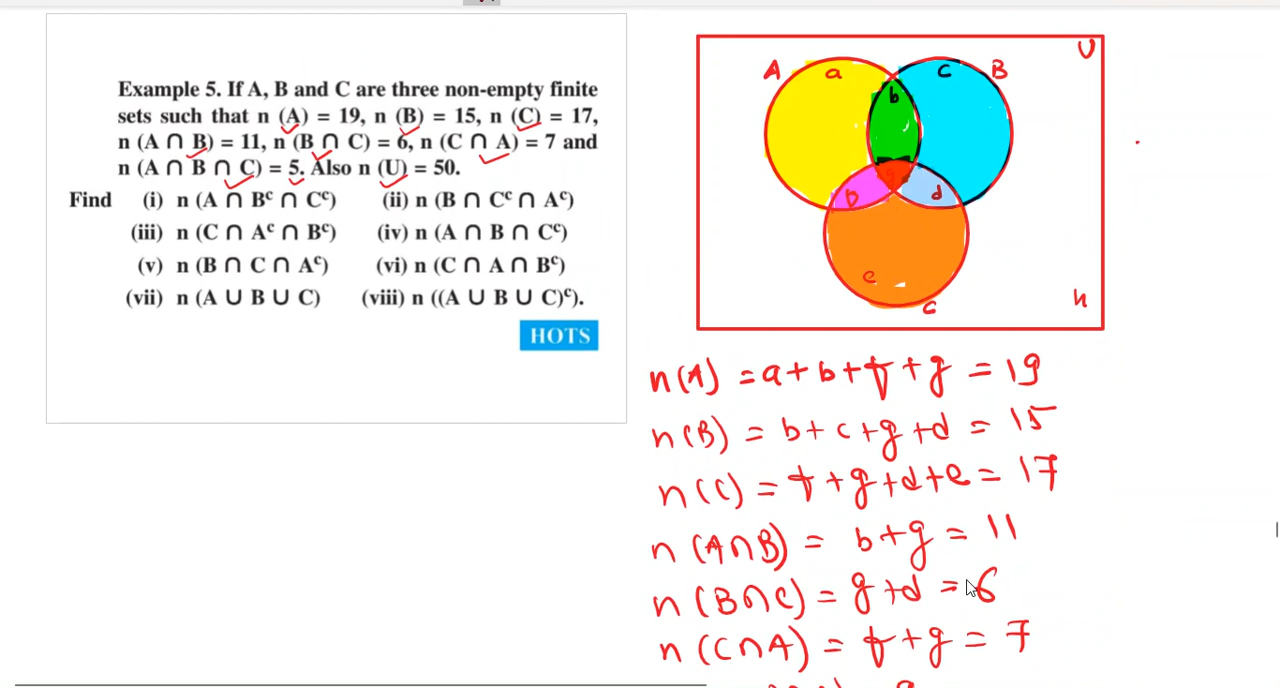 Example 5. If A, B and C are three non-empty finite
sets such that n (A) = 19, n (B) = 15, n (C) = 17,
n (A ∩ B) = 11, n (B ∩ C) = 6, n (C ∩ A) = 7 and
n (A ∩ B ∩ C) = 5. Also n (U) = 50.
Find (i) n (A ∩ Bᶜ ∩ Cᶜ) (ii) n (B ∩ Cᶜ ∩ Aᶜ)
(iii) n (C ∩ Aᶜ ∩ Bᶜ) (iv) n (A ∩ B ∩ Cᶜ)
(v) n (B ∩ C ∩ Aᶜ) (vi) n (C ∩ A ∩ Bᶜ)
(vii) n (A ∪ B ∪ C) (viii) n ((A ∪ B ∪ C)ᶜ).
HOTS
U
A a c B
b
g
d
e
C
h
n(A) = a+b+f+g = 19
n(B) = b+c+g+d = 15
n(C) = f+g+d+e = 17
n(A∩B) = b+g = 11
n(B∩C) = g+d = 6
n(C∩A) = f+g = 7